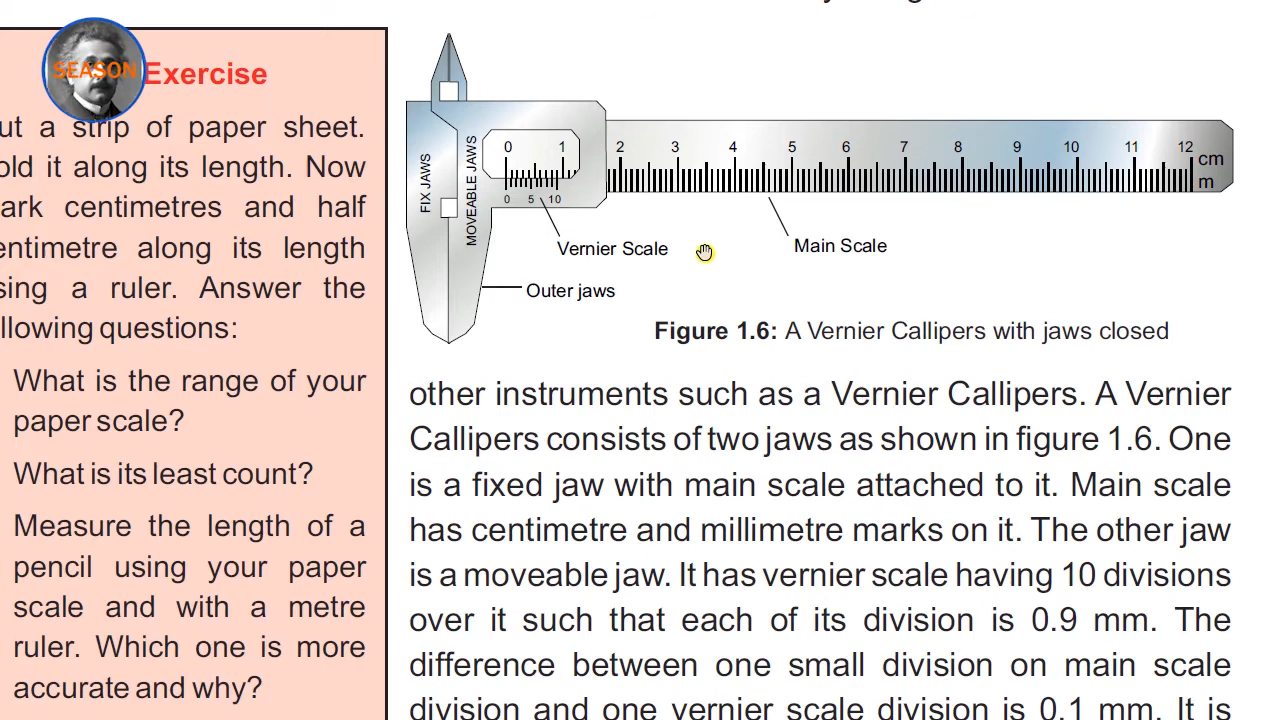 SEASON
Exercise
ut a strip of paper sheet.
old it along its length. Now
ark centimetres and half
entimetre along its length
sing a ruler. Answer the
llowing questions:
What is the range of your
paper scale?
What is its least count?
Measure the length of a
pencil using your paper
scale and with a metre
ruler. Which one is more
accurate and why?
FIX JAWS
MOVEABLE JAWS
0 1 2 3 4 5 6 7 8 9 10 11 12 cm
m
0 5 10
Vernier Scale
Main Scale
Outer jaws
Figure 1.6: A Vernier Callipers with jaws closed
other instruments such as a Vernier Callipers. A Vernier
Callipers consists of two jaws as shown in figure 1.6. One
is a fixed jaw with main scale attached to it. Main scale
has centimetre and millimetre marks on it. The other jaw
is a moveable jaw. It has vernier scale having 10 divisions
over it such that each of its division is 0.9 mm. The
difference between one small division on main scale
division and one vernier scale division is 0.1 mm. It is